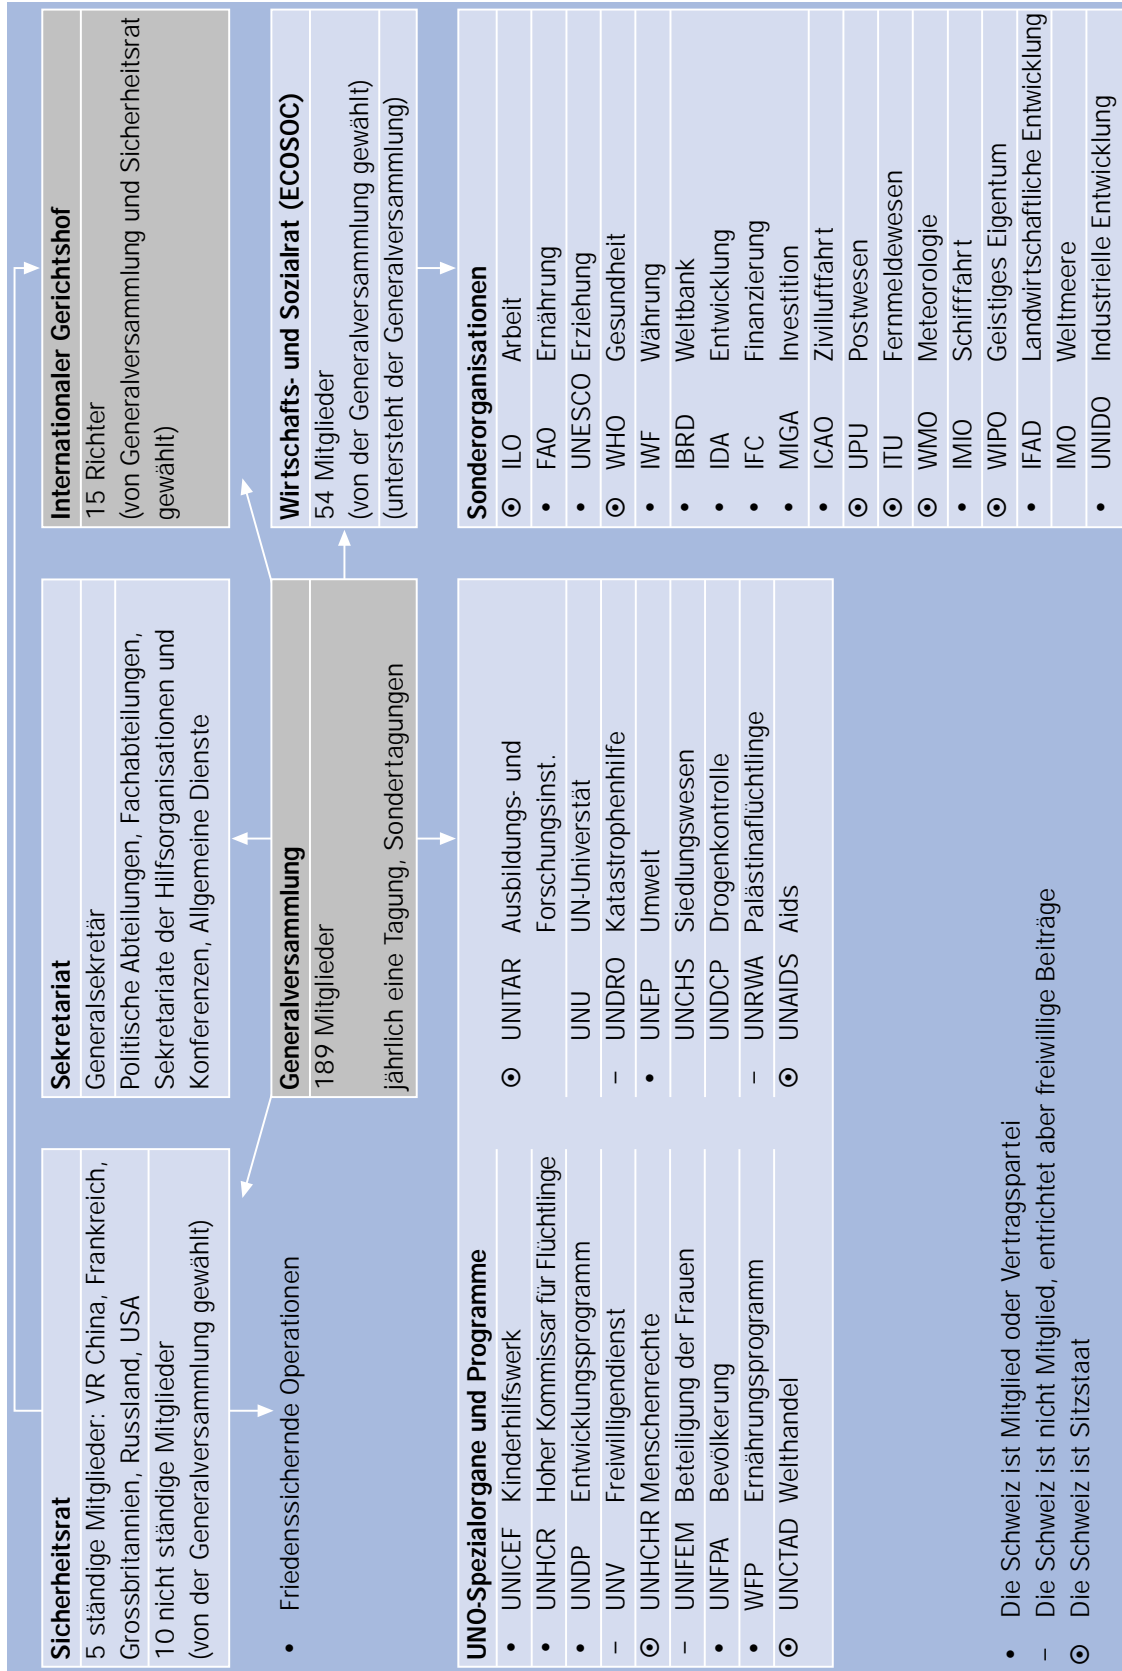 Sicherheitsrat
5 ständige Mitglieder: VR China, Frankreich,
Grossbritannien, Russland, USA
10 nicht ständige Mitglieder
(von der Generalversammlung gewählt)
• Friedenssichernde Operationen
Sekretariat
Generalsekretär
Politische Abteilungen, Fachabteilungen,
Sekretariate der Hilfsorganisationen und
Konferenzen, Allgemeine Dienste
Internationaler Gerichtshof
15 Richter
(von Generalversammlung und Sicherheitsrat
gewählt)
Generalversammlung
189 Mitglieder
jährlich eine Tagung, Sondertagungen
Wirtschafts- und Sozialrat (ECOSOC)
54 Mitglieder
(von der Generalversammlung gewählt)
(untersteht der Generalversammlung)
UNO-Spezialorgane und Programme
• UNICEF Kinderhilfswerk
• UNHCR Hoher Kommissar für Flüchtlinge
• UNDP Entwicklungsprogramm
– UNV Freiwilligendienst
⊙ UNHCHR Menschenrechte
– UNIFEM Beteiligung der Frauen
• UNFPA Bevölkerung
• WFP Ernährungsprogramm
⊙ UNCTAD Welthandel
⊙ UNITAR Ausbildungs- und
Forschungsinst.
UNU UN-Universtät
– UNDRO Katastrophenhilfe
• UNEP Umwelt
UNCHS Siedlungswesen
UNDCP Drogenkontrolle
– UNRWA Palästinaflüchtlinge
⊙ UNAIDS Aids
Sonderorganisationen
⊙ ILO Arbeit
• FAO Ernährung
• UNESCO Erziehung
⊙ WHO Gesundheit
• IWF Währung
• IBRD Weltbank
• IDA Entwicklung
• IFC Finanzierung
• MIGA Investition
• ICAO Zivilluftfahrt
⊙ UPU Postwesen
⊙ ITU Fernmeldewesen
⊙ WMO Meteorologie
• IMIO Schifffahrt
⊙ WIPO Geistiges Eigentum
• IFAD Landwirtschaftliche Entwicklung
IMO Weltmeere
• UNIDO Industrielle Entwicklung
• Die Schweiz ist Mitglied oder Vertragspartei
– Die Schweiz ist nicht Mitglied, entrichtet aber freiwillige Beiträge
⊙ Die Schweiz ist Sitzstaat